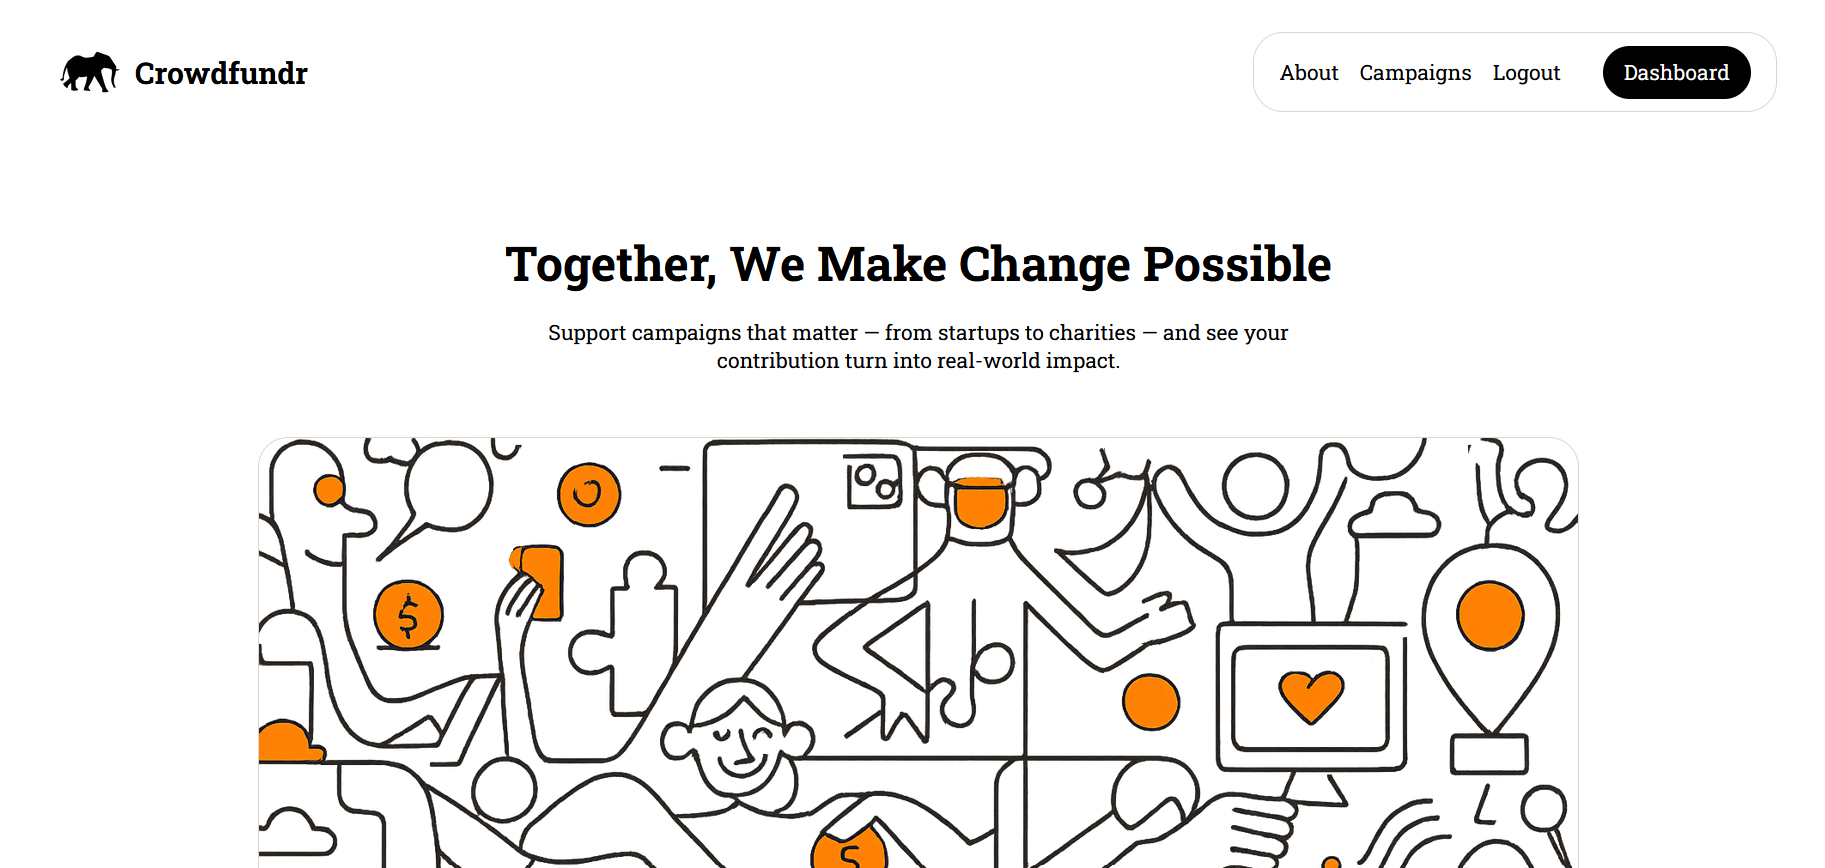 Crowdfundr
About Campaigns Logout Dashboard
Together, We Make Change Possible
Support campaigns that matter — from startups to charities — and see your
contribution turn into real-world impact.
$
$